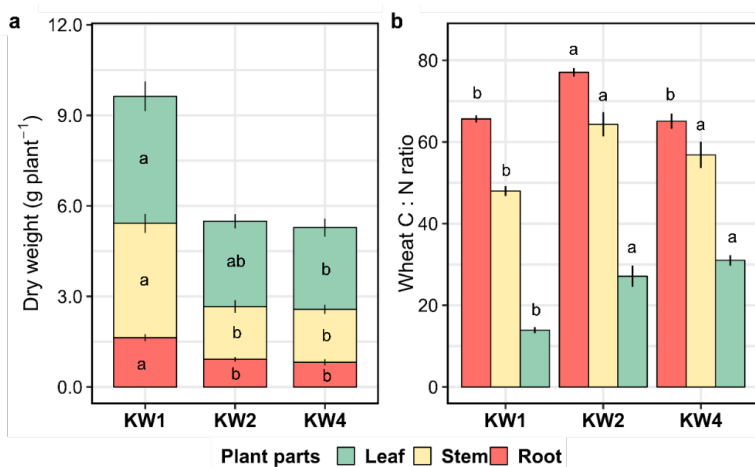 a
Dry weight (g plant⁻¹)
12.0
9.0
6.0
3.0
0.0
a
a
a
ab
b
b
b
b
b
KW1 KW2 KW4
b
Wheat C : N ratio
80
60
40
20
0
b
b
b
a
a
a
b
a
a
KW1 KW2 KW4
Plant parts Leaf Stem Root